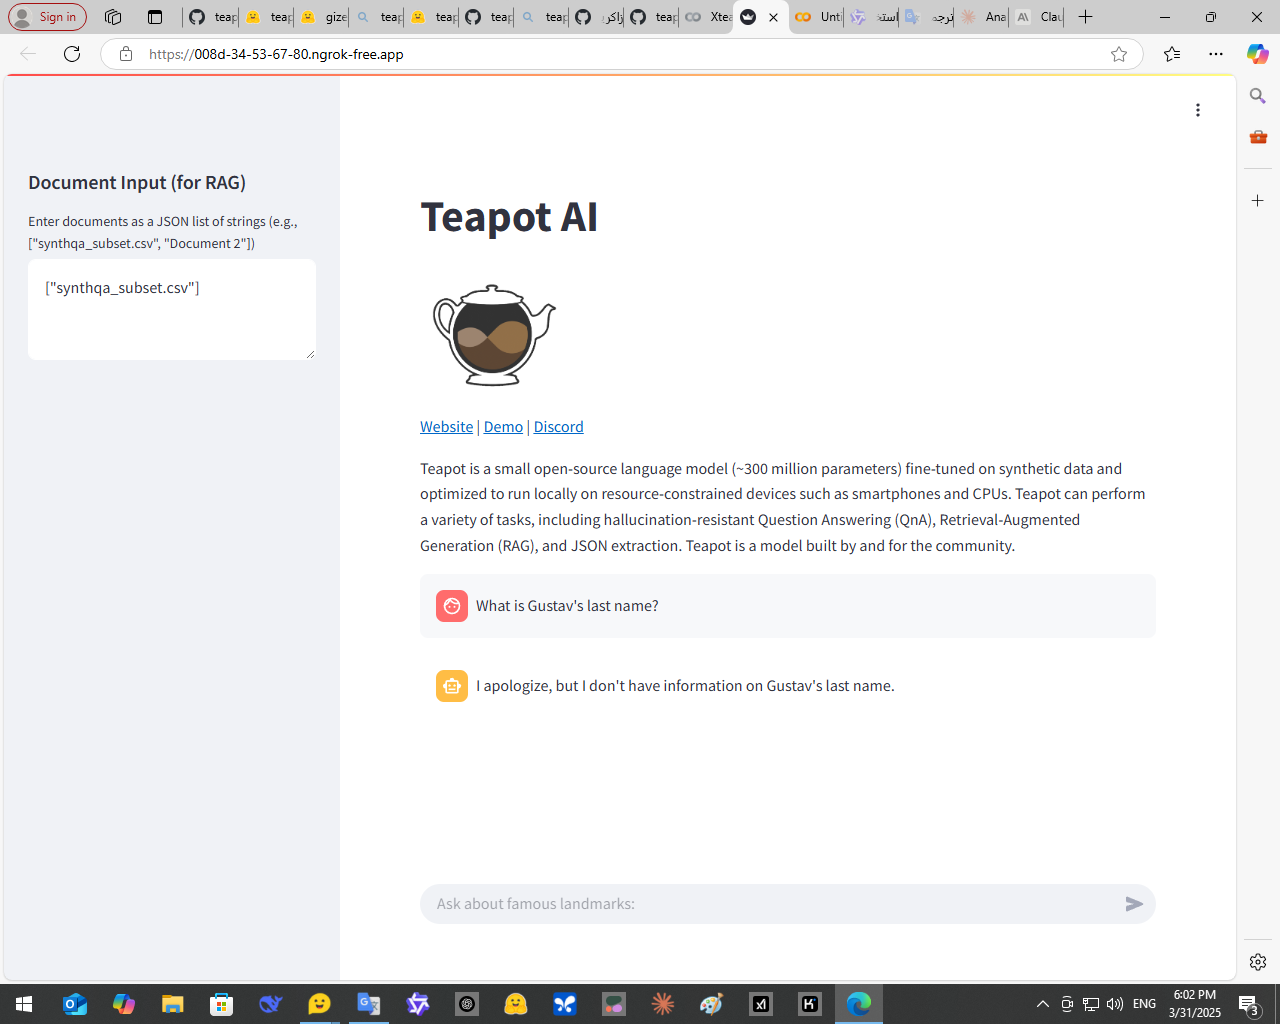 Sign in
teap
teap
gize
teap
teap
teap
teap
زاكر
teap
Xtea
Unti
است
ترجم
Ana
Clau
https://008d-34-53-67-80.ngrok-free.app
Document Input (for RAG)
Enter documents as a JSON list of strings (e.g.,
["synthqa_subset.csv", "Document 2"])
["synthqa_subset.csv"]
Teapot AI
Website | Demo | Discord
Teapot is a small open-source language model (~300 million parameters) fine-tuned on synthetic data and
optimized to run locally on resource-constrained devices such as smartphones and CPUs. Teapot can perform
a variety of tasks, including hallucination-resistant Question Answering (QnA), Retrieval-Augmented
Generation (RAG), and JSON extraction. Teapot is a model built by and for the community.
What is Gustav's last name?
I apologize, but I don't have information on Gustav's last name.
Ask about famous landmarks:
ENG
6:02 PM
3/31/2025
3